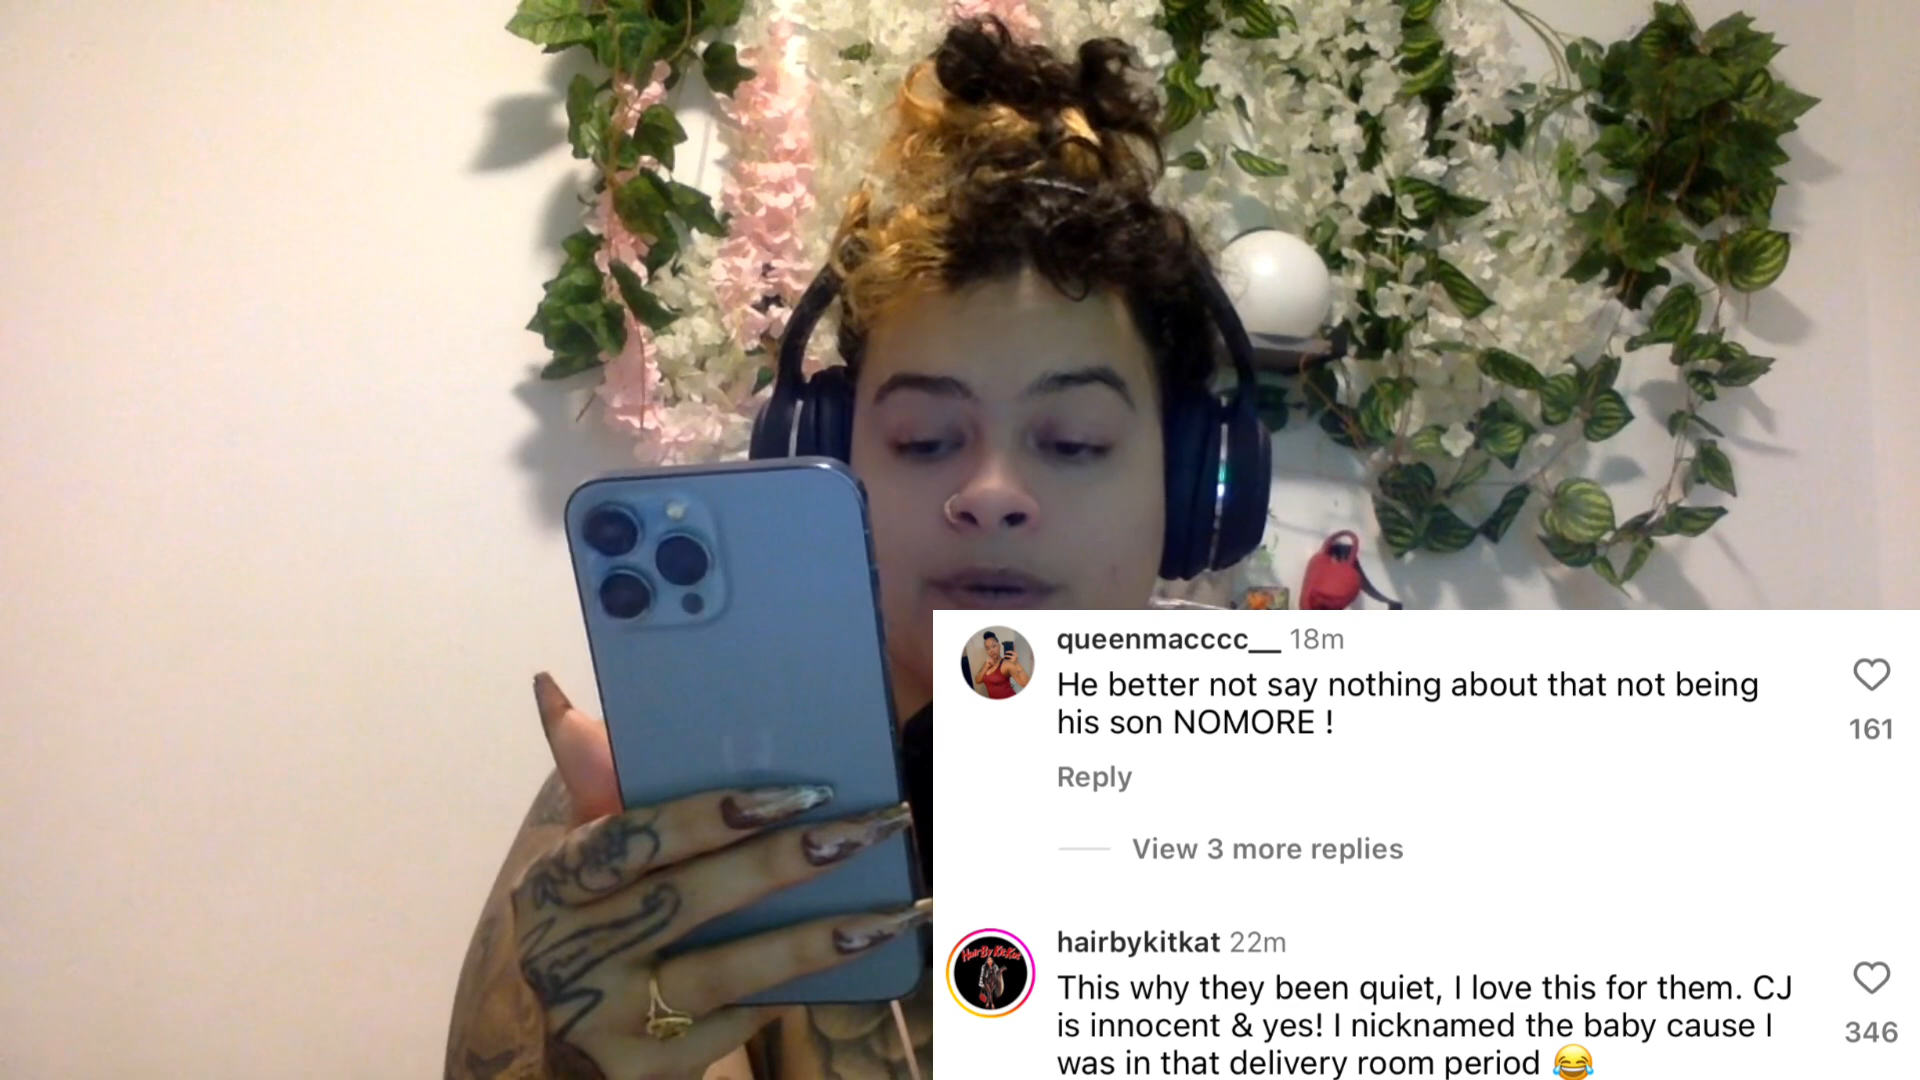 queenmacccc__ 18m
He better not say nothing about that not being
his son NOMORE !
161
Reply
View 3 more replies
HairByKitKat
hairbykitkat 22m
This why they been quiet, I love this for them. CJ
is innocent & yes! I nicknamed the baby cause I
was in that delivery room period 😂
346